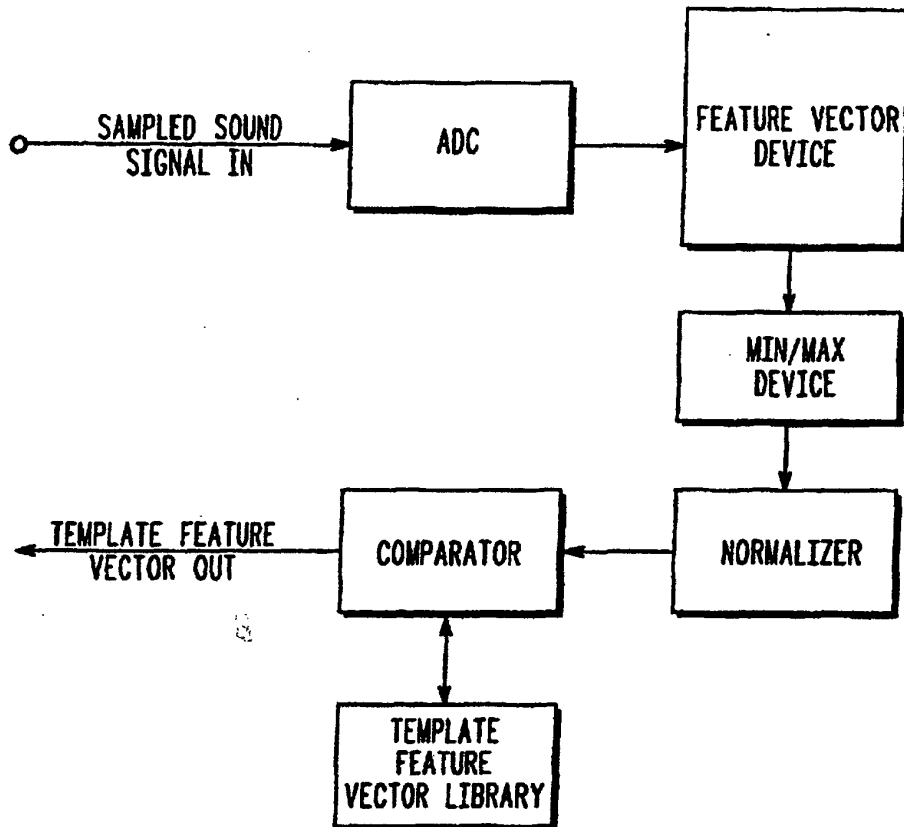 SAMPLED SOUND
SIGNAL IN
ADC
FEATURE VECTOR
DEVICE
MIN/MAX
DEVICE
NORMALIZER
COMPARATOR
TEMPLATE FEATURE
VECTOR OUT
TEMPLATE
FEATURE
VECTOR LIBRARY